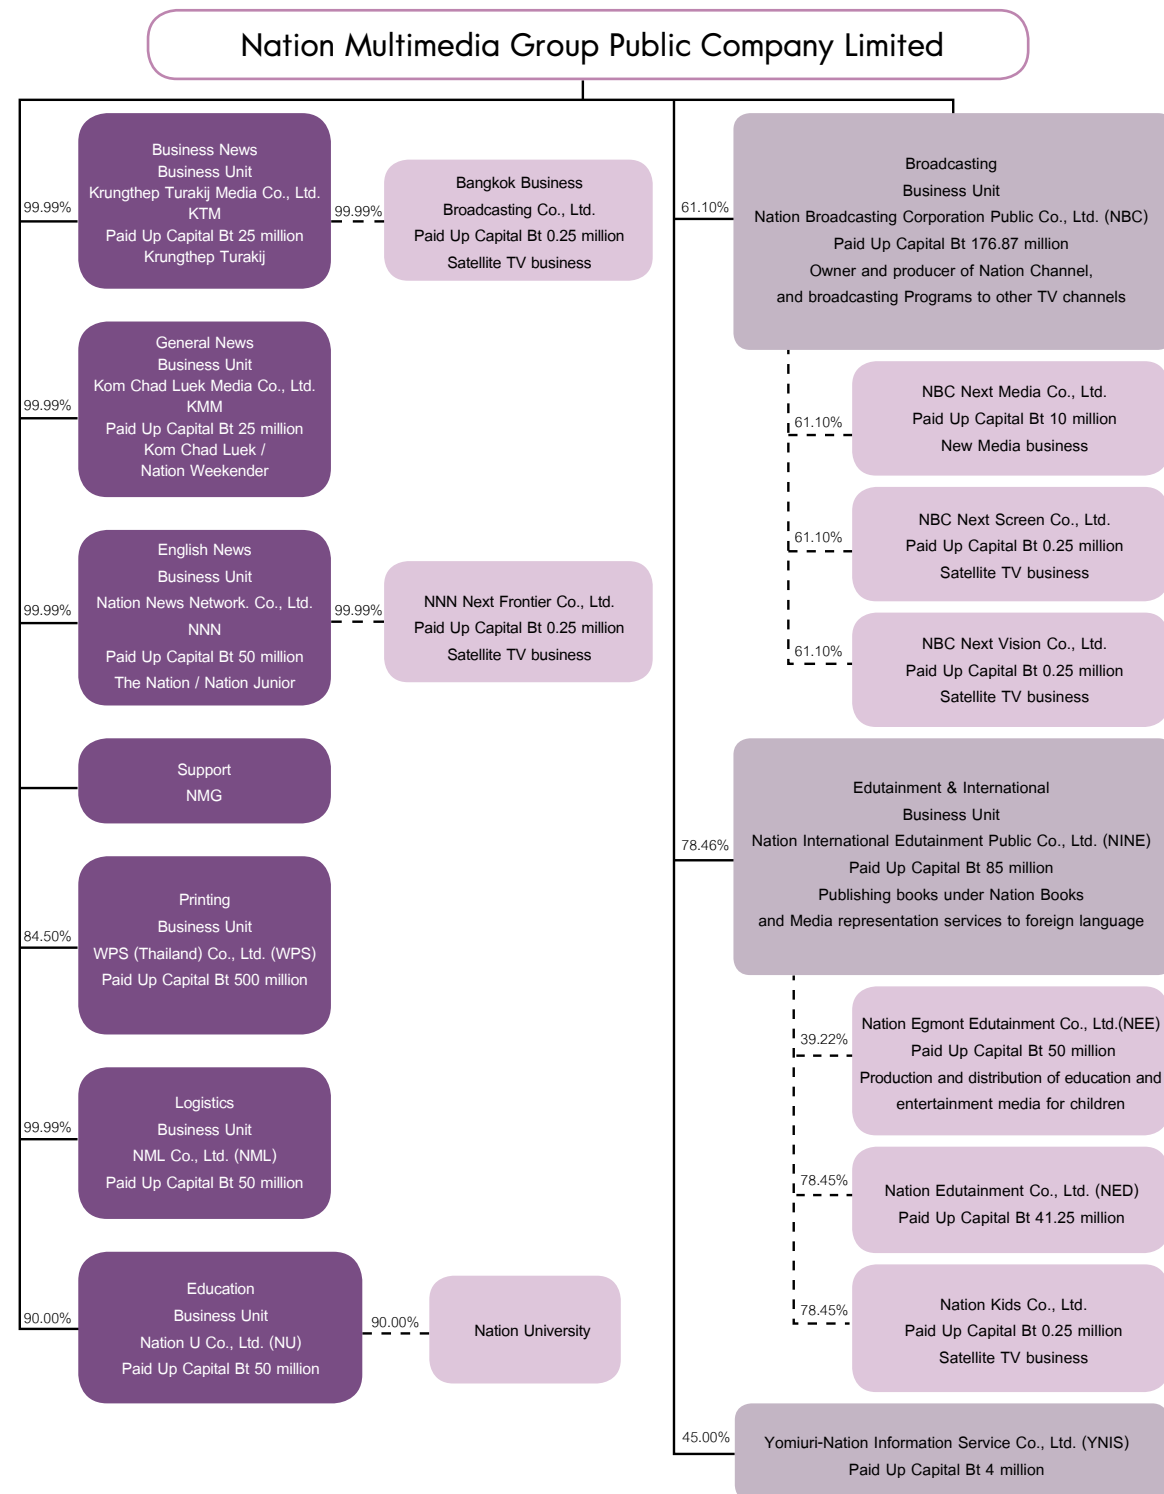 Nation Multimedia Group Public Company Limited
99.99%
Business News
Business Unit
Krungthep Turakij Media Co., Ltd.
KTM
Paid Up Capital Bt 25 million
Krungthep Turakij
99.99%
Bangkok Business
Broadcasting Co., Ltd.
Paid Up Capital Bt 0.25 million
Satellite TV business
99.99%
General News
Business Unit
Kom Chad Luek Media Co., Ltd.
KMM
Paid Up Capital Bt 25 million
Kom Chad Luek /
Nation Weekender
99.99%
English News
Business Unit
Nation News Network. Co., Ltd.
NNN
Paid Up Capital Bt 50 million
The Nation / Nation Junior
99.99%
NNN Next Frontier Co., Ltd.
Paid Up Capital Bt 0.25 million
Satellite TV business
Support
NMG
84.50%
Printing
Business Unit
WPS (Thailand) Co., Ltd. (WPS)
Paid Up Capital Bt 500 million
99.99%
Logistics
Business Unit
NML Co., Ltd. (NML)
Paid Up Capital Bt 50 million
90.00%
Education
Business Unit
Nation U Co., Ltd. (NU)
Paid Up Capital Bt 50 million
90.00%
Nation University
61.10%
Broadcasting
Business Unit
Nation Broadcasting Corporation Public Co., Ltd. (NBC)
Paid Up Capital Bt 176.87 million
Owner and producer of Nation Channel,
and broadcasting Programs to other TV channels
61.10%
NBC Next Media Co., Ltd.
Paid Up Capital Bt 10 million
New Media business
61.10%
NBC Next Screen Co., Ltd.
Paid Up Capital Bt 0.25 million
Satellite TV business
61.10%
NBC Next Vision Co., Ltd.
Paid Up Capital Bt 0.25 million
Satellite TV business
78.46%
Edutainment & International
Business Unit
Nation International Edutainment Public Co., Ltd. (NINE)
Paid Up Capital Bt 85 million
Publishing books under Nation Books
and Media representation services to foreign language
39.22%
Nation Egmont Edutainment Co., Ltd.(NEE)
Paid Up Capital Bt 50 million
Production and distribution of education and
entertainment media for children
78.45%
Nation Edutainment Co., Ltd. (NED)
Paid Up Capital Bt 41.25 million
78.45%
Nation Kids Co., Ltd.
Paid Up Capital Bt 0.25 million
Satellite TV business
45.00%
Yomiuri-Nation Information Service Co., Ltd. (YNIS)
Paid Up Capital Bt 4 million